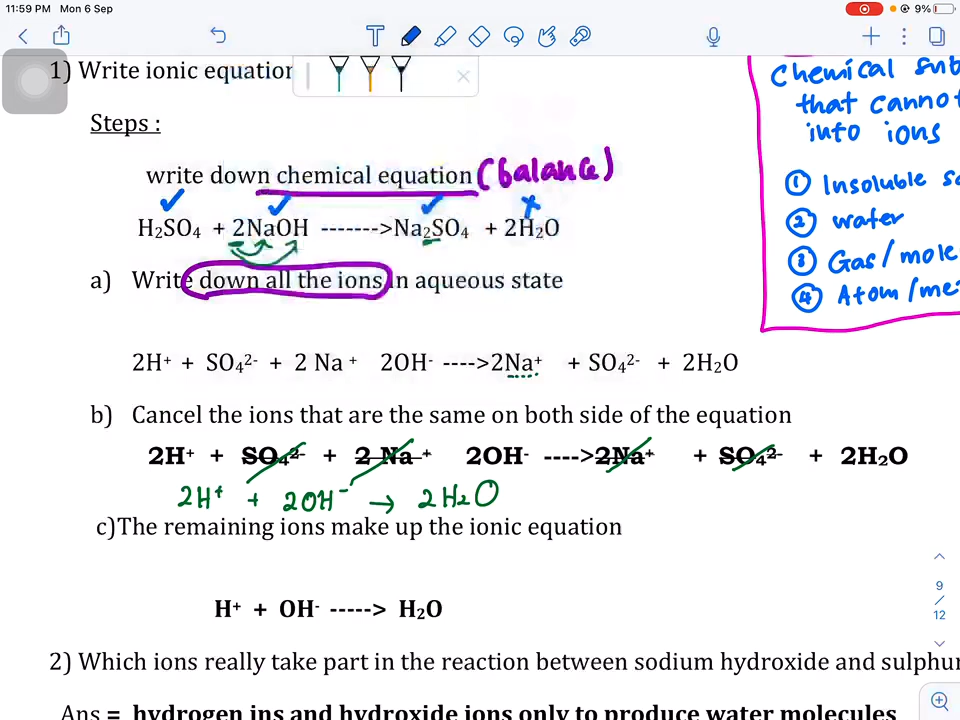 11:59 PM Mon 6 Sep
9%
1) Write ionic equation
Steps :
write down chemical equation (balance)
H₂SO₄ + 2NaOH ------->Na₂SO₄ + 2H₂O
a) Write down all the ions in aqueous state
2H⁺ + SO₄²⁻ + 2 Na ⁺ 2OH⁻ ---->2Na⁺ + SO₄²⁻ + 2H₂O
b) Cancel the ions that are the same on both side of the equation
2H⁺ + SO₄²⁻ + 2 Na ⁺ 2OH⁻ ---->2Na⁺ + SO₄²⁻ + 2H₂O
2H⁺ + 2OH⁻ → 2H₂O
c)The remaining ions make up the ionic equation
H⁺ + OH⁻ -----> H₂O
2) Which ions really take part in the reaction between sodium hydroxide and sulphur
Ans = hydrogen ins and hydroxide ions only to produce water molecules
Chemical sub
that cannot
into ions
① Insoluble sa
② water
③ Gas/mole
④ Atom/me
9
/
12